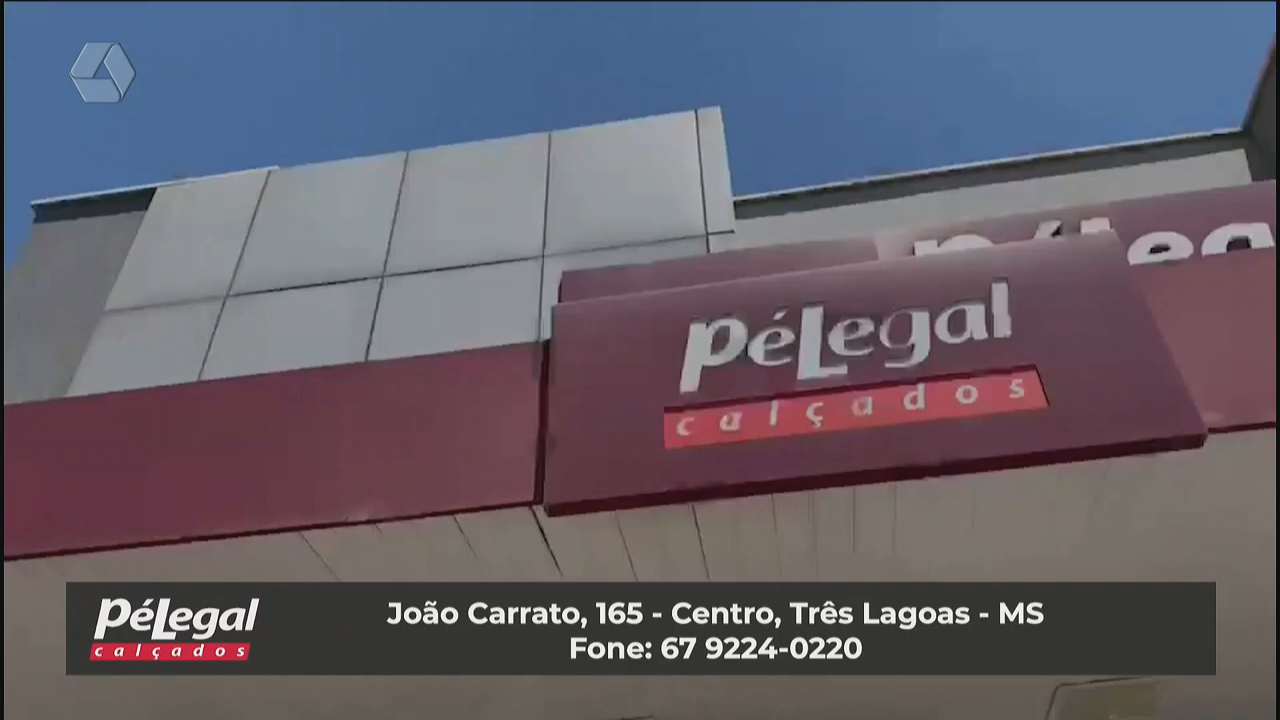 PéLegal
calçados
PéLegal
calçados
João Carrato, 165 - Centro, Três Lagoas - MS
Fone: 67 9224-0220